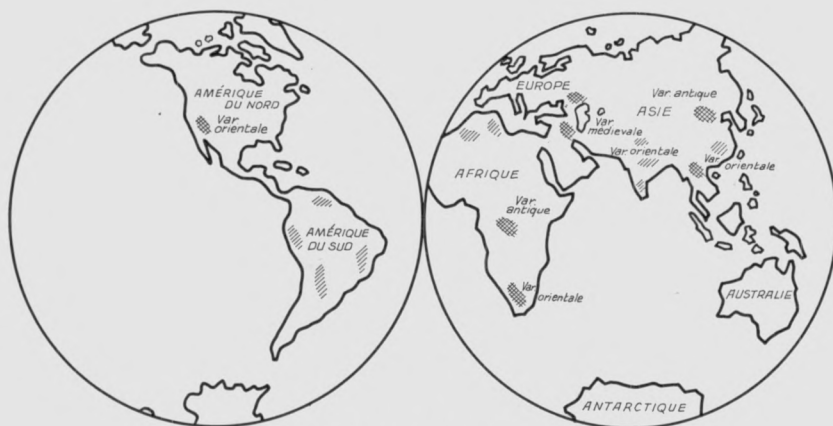 AMÉRIQUE
DU NORD
Var.
orientale
AMÉRIQUE
DU SUD
EUROPE
ASIE
Var. antique
Var.
médievale
Var. orientale
Var. orientale
AFRIQUE
Var.
antique
Var.
orientale
AUSTRALIE
ANTARCTIQUE